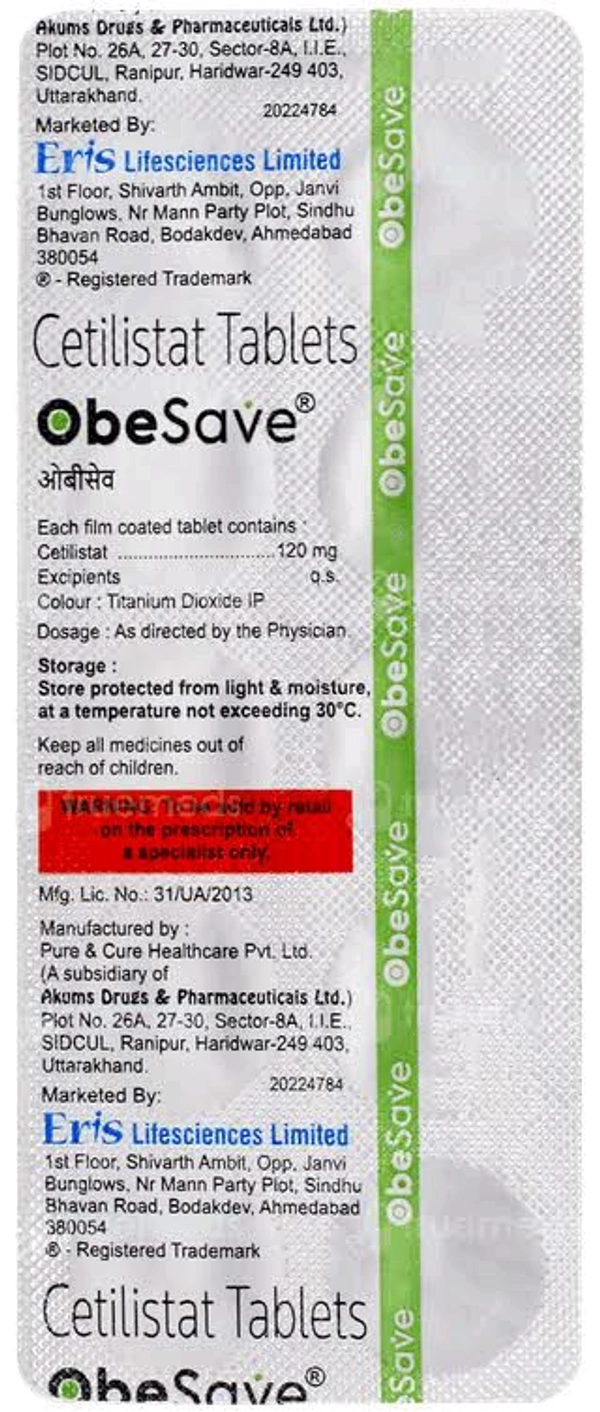 Akums Drugs & Pharmaceuticals Ltd.)
Plot No. 26A, 27-30, Sector-8A, I.I.E.,
SIDCUL, Ranipur, Haridwar-249 403,
Uttarakhand.
20224784
Marketed By:
Eris Lifesciences Limited
1st Floor, Shivarth Ambit, Opp. Janvi
Bunglows, Nr Mann Party Plot, Sindhu
Bhavan Road, Bodakdev, Ahmedabad
380054
® - Registered Trademark
Cetilistat Tablets
ObeSave®
ओबीसेव
Each film coated tablet contains :
Cetilistat ..............................120 mg
Excipients q.s.
Colour : Titanium Dioxide IP
Dosage : As directed by the Physician.
Storage :
Store protected from light & moisture,
at a temperature not exceeding 30°C.
Keep all medicines out of
reach of children.
WARNING: To be sold by retail
on the prescription of
a specialist only.
Mfg. Lic. No.: 31/UA/2013
Manufactured by :
Pure & Cure Healthcare Pvt. Ltd.
(A subsidiary of
Akums Drugs & Pharmaceuticals Ltd.)
Plot No. 26A, 27-30, Sector-8A, I.I.E.,
SIDCUL, Ranipur, Haridwar-249 403,
Uttarakhand.
20224784
Marketed By:
Eris Lifesciences Limited
1st Floor, Shivarth Ambit, Opp. Janvi
Bunglows, Nr Mann Party Plot, Sindhu
Bhavan Road, Bodakdev, Ahmedabad
380054
® - Registered Trademark
Cetilistat Tablets
ObeSave®
ObeSave
ObeSave
ObeSave
ObeSave
ObeSave
eSave